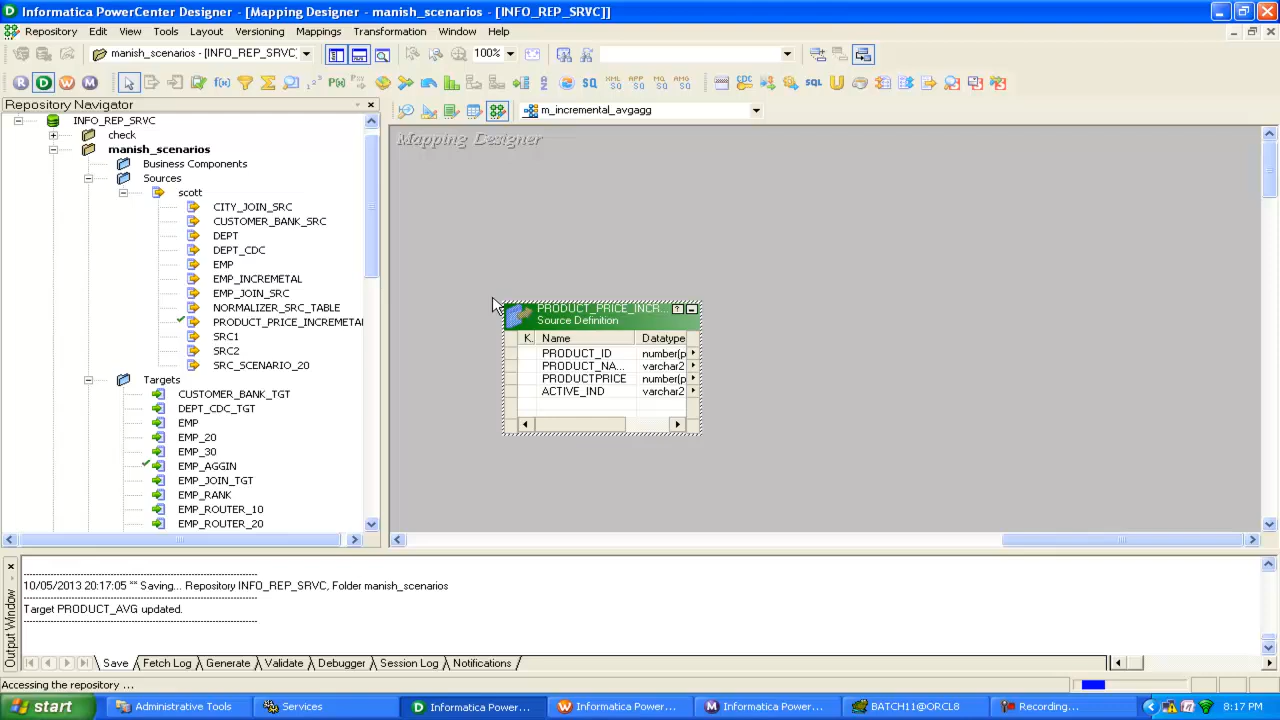 Informatica PowerCenter Designer - [Mapping Designer - manish_scenarios - [INFO_REP_SRVC]]
Repository Edit View Tools Layout Versioning Mappings Transformation Window Help
manish_scenarios - [INFO_REP_SRVC] 100%
Repository Navigator
m_incremental_avgagg
Mapping Designer
INFO_REP_SRVC
check
manish_scenarios
Business Components
Sources
scott
CITY_JOIN_SRC
CUSTOMER_BANK_SRC
DEPT
DEPT_CDC
EMP
EMP_INCREMETAL
EMP_JOIN_SRC
NORMALIZER_SRC_TABLE
PRODUCT_PRICE_INCREMETAL
SRC1
SRC2
SRC_SCENARIO_20
Targets
CUSTOMER_BANK_TGT
DEPT_CDC_TGT
EMP
EMP_20
EMP_30
EMP_AGGIN
EMP_JOIN_TGT
EMP_RANK
EMP_ROUTER_10
EMP_ROUTER_20
PRODUCT_PRICE_INCR...
Source Definition
K. Name Datatype
PRODUCT_ID number(p
PRODUCT_NA... varchar2
PRODUCTPRICE number(p
ACTIVE_IND varchar2
Output Window
10/05/2013 20:17:05 ** Saving... Repository INFO_REP_SRVC, Folder manish_scenarios
Target PRODUCT_AVG updated.
Save Fetch Log Generate Validate Debugger Session Log Notifications
Accessing the repository ...
start Administrative Tools Services Informatica Power... Informatica Power... Informatica Power... BATCH11@ORCL8 Recording... 8:17 PM